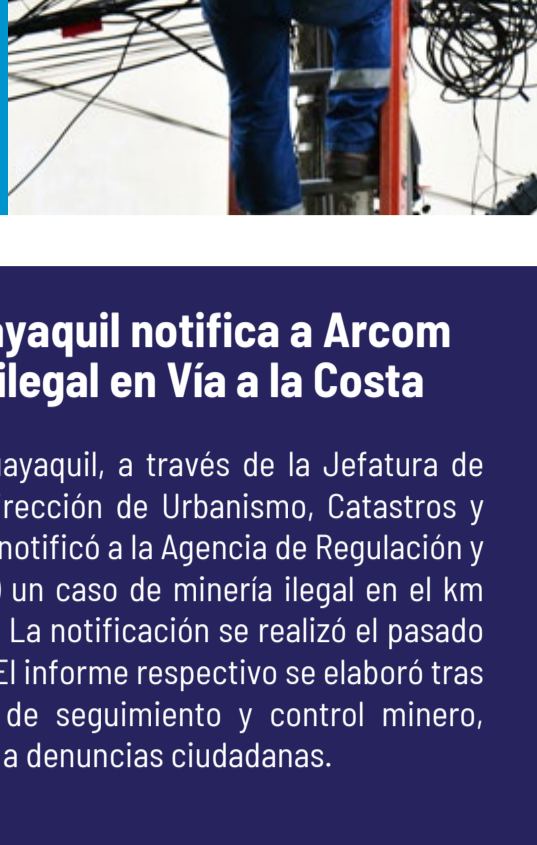 ayaquil notifica a Arcom
ilegal en Vía a la Costa
ayaquil, a través de la Jefatura de
irección de Urbanismo, Catastros y
notificó a la Agencia de Regulación y
) un caso de minería ilegal en el km
La notificación se realizó el pasado
El informe respectivo se elaboró tras
de seguimiento y control minero,
a denuncias ciudadanas.